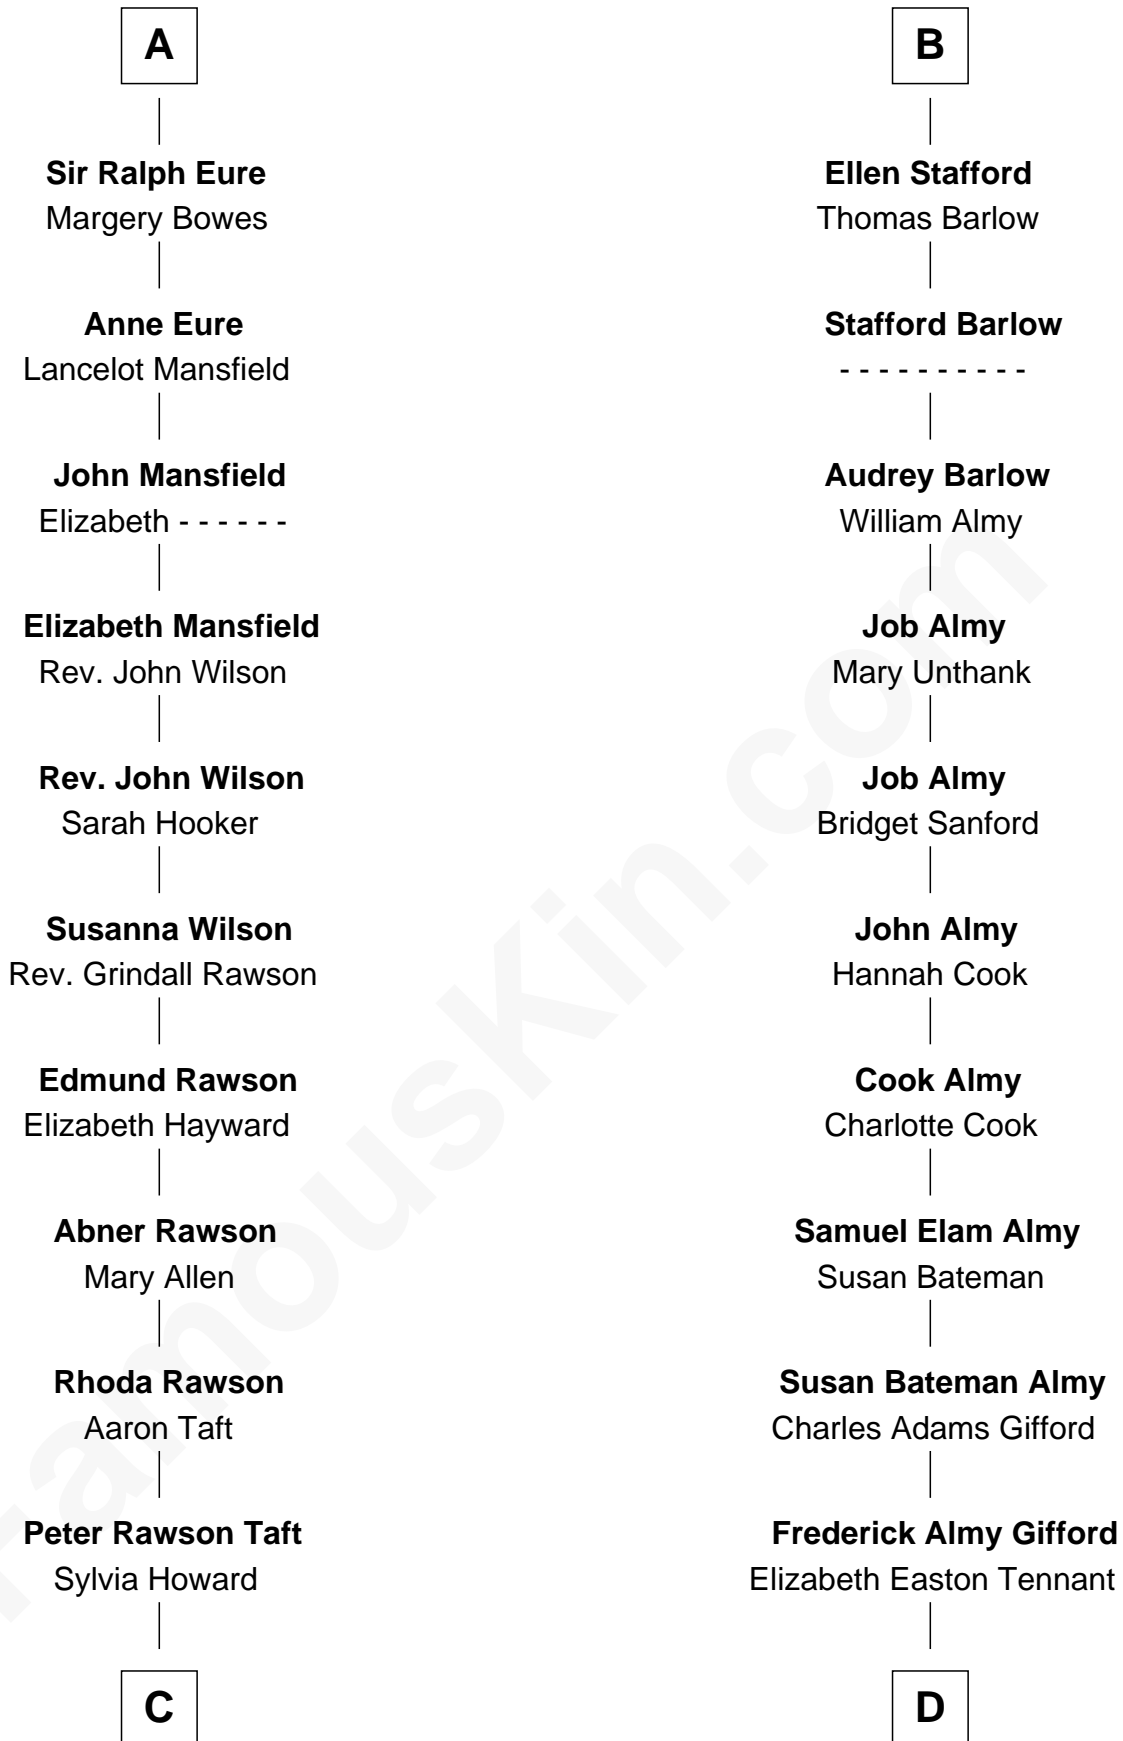 A
Sir Ralph Eure
Margery Bowes
Anne Eure
Lancelot Mansfield
John Mansfield
Elizabeth - - - - - -
Elizabeth Mansfield
Rev. John Wilson
Rev. John Wilson
Sarah Hooker
Susanna Wilson
Rev. Grindall Rawson
Edmund Rawson
Elizabeth Hayward
Abner Rawson
Mary Allen
Rhoda Rawson
Aaron Taft
Peter Rawson Taft
Sylvia Howard
C
B
Ellen Stafford
Thomas Barlow
Stafford Barlow
- - - - - - - - - -
Audrey Barlow
William Almy
Job Almy
Mary Unthank
Job Almy
Bridget Sanford
John Almy
Hannah Cook
Cook Almy
Charlotte Cook
Samuel Elam Almy
Susan Bateman
Susan Bateman Almy
Charles Adams Gifford
Frederick Almy Gifford
Elizabeth Easton Tennant
D
FamousKin.com